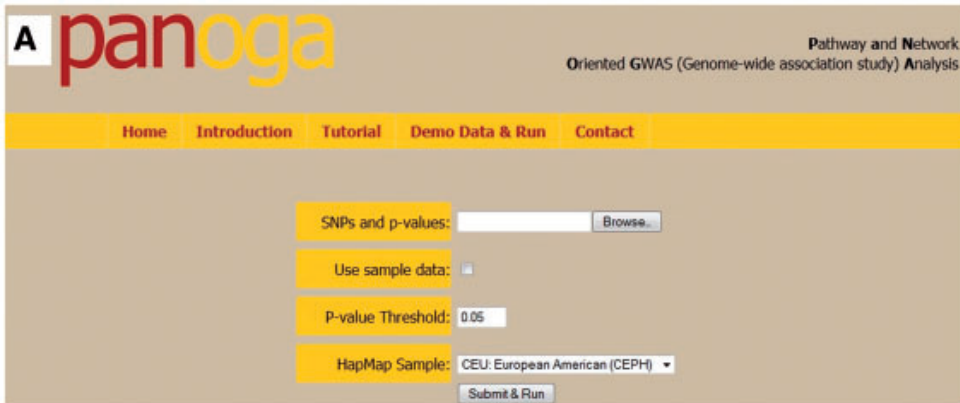 A
panoga
Pathway and Network
Oriented GWAS (Genome-wide association study) Analysis
Home Introduction Tutorial Demo Data & Run Contact
SNPs and p-values: Browse..
Use sample data:
P-value Threshold: 0.05
HapMap Sample: CEU: European American (CEPH)
Submit & Run